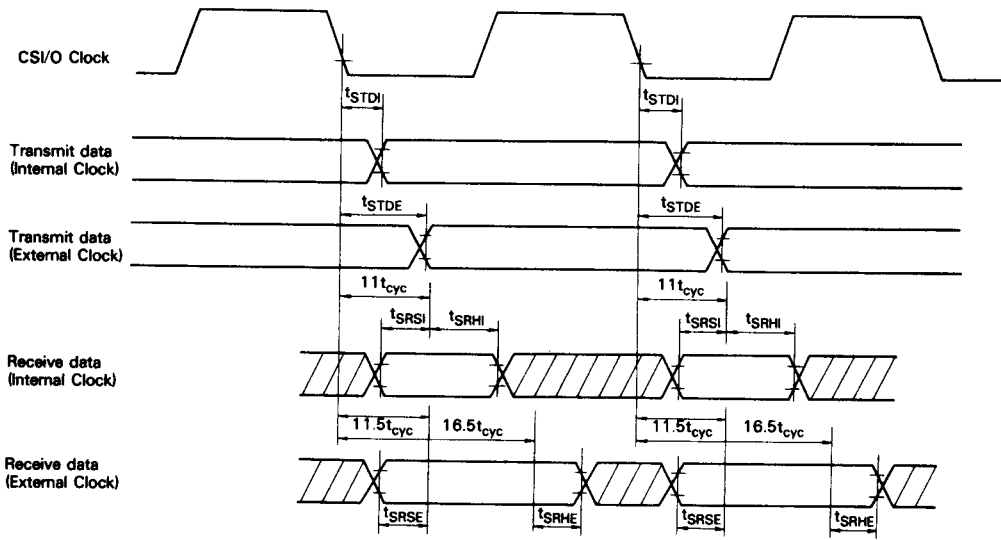 CSI/O Clock
tSTDI tSTDI
Transmit data
(Internal Clock)
tSTDE tSTDE
Transmit data
(External Clock)
11tcyc 11tcyc
tSRSI tSRHI tSRSI tSRHI
Receive data
(Internal Clock)
11.5tcyc 16.5tcyc 11.5tcyc 16.5tcyc
Receive data
(External Clock)
tSRSE tSRHE tSRSE tSRHE